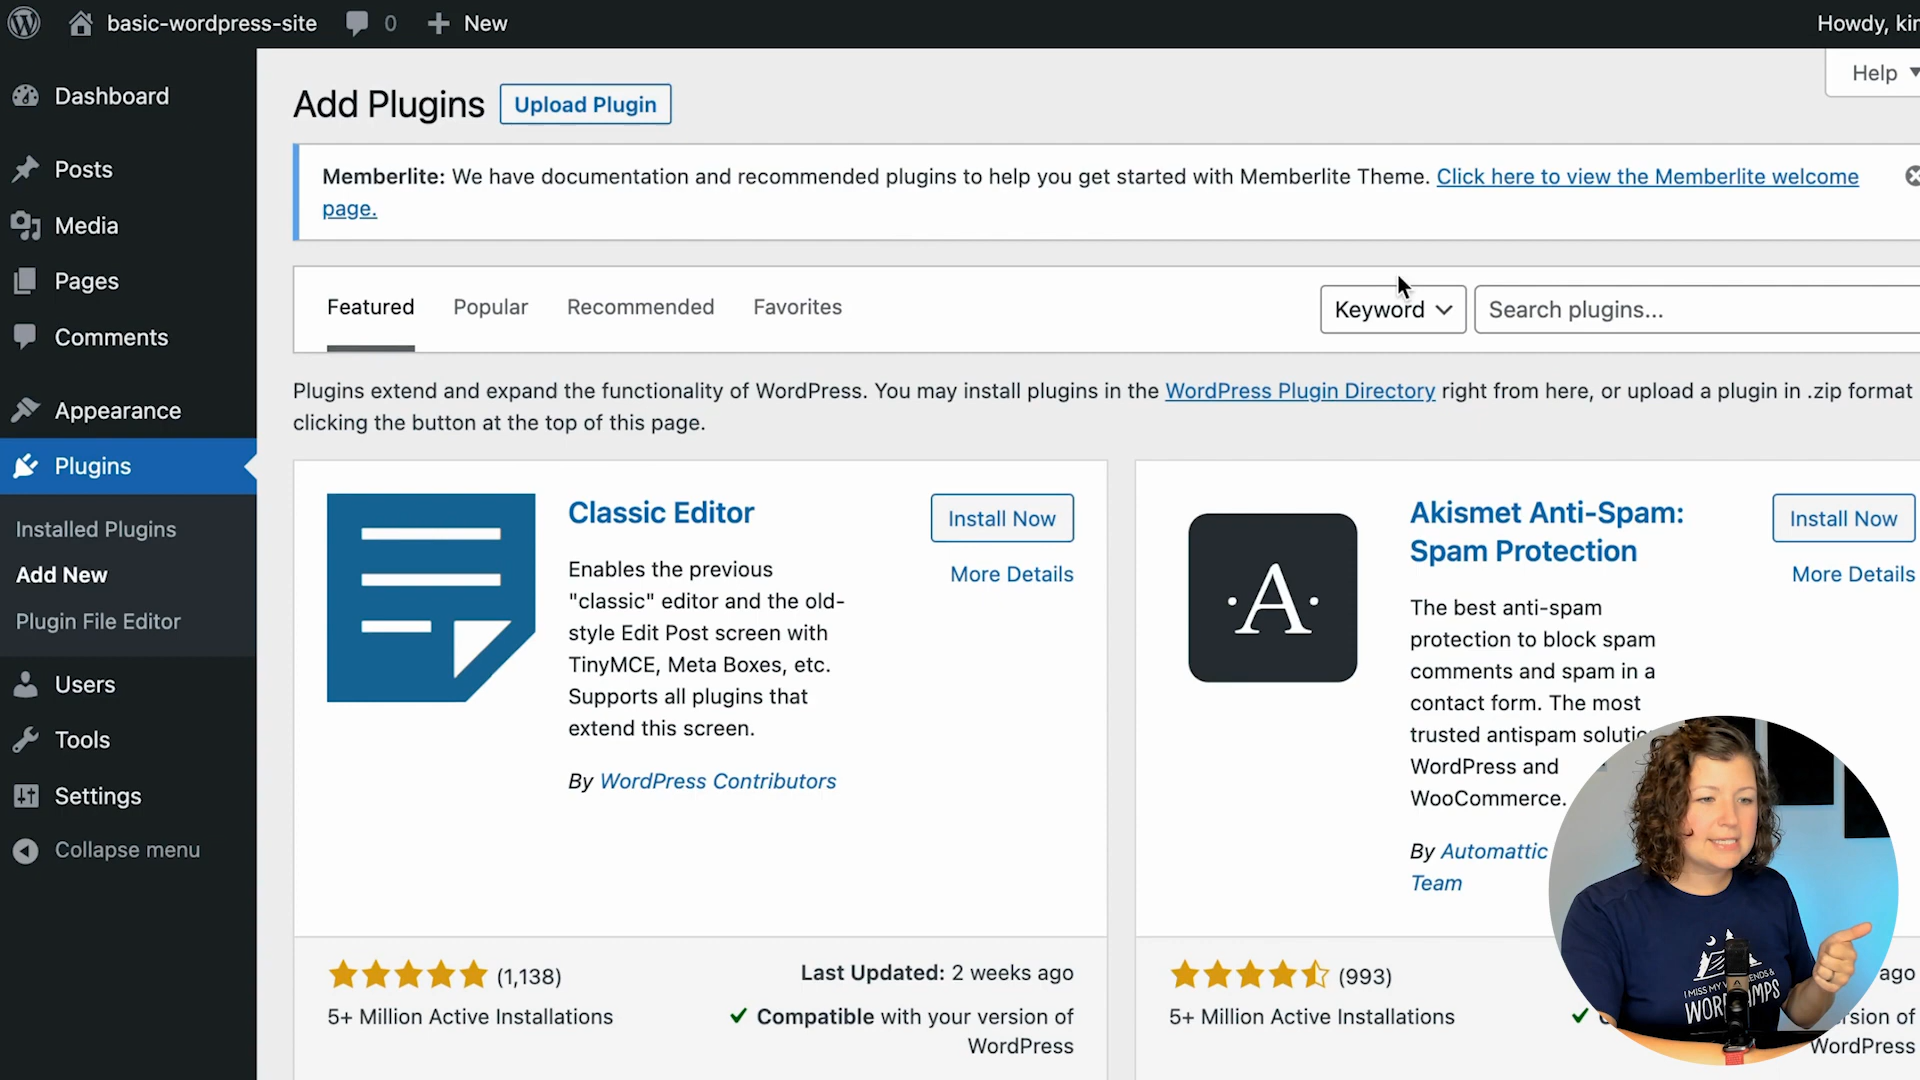 basic-wordpress-site
0
New
Howdy,
Help
Dashboard
Posts
Media
Pages
Comments
Appearance
Plugins
Installed Plugins
Add New
Plugin File Editor
Users
Tools
Settings
Collapse menu
Add Plugins
Upload Plugin
Memberlite: We have documentation and recommended plugins to help you get started with Memberlite Theme. Click here to view the Memberlite welcome
page.
Featured
Popular
Recommended
Favorites
Keyword
Search plugins...
Plugins extend and expand the functionality of WordPress. You may install plugins in the WordPress Plugin Directory right from here, or upload a plugin in .zip format
clicking the button at the top of this page.
Classic Editor
Install Now
More Details
Enables the previous
"classic" editor and the old-
style Edit Post screen with
TinyMCE, Meta Boxes, etc.
Supports all plugins that
extend this screen.
By WordPress Contributors
(1,138)
5+ Million Active Installations
Last Updated: 2 weeks ago
Compatible with your version of
WordPress
·A·
Akismet Anti-Spam:
Spam Protection
Install Now
More Details
The best anti-spam
protection to block spam
comments and spam in a
contact form. The most
trusted antispam
WordPress and
WooCommerce.
By Automattic
Team
(993)
5+ Million Active Installations
ago
of
WordPress
I MISS MY